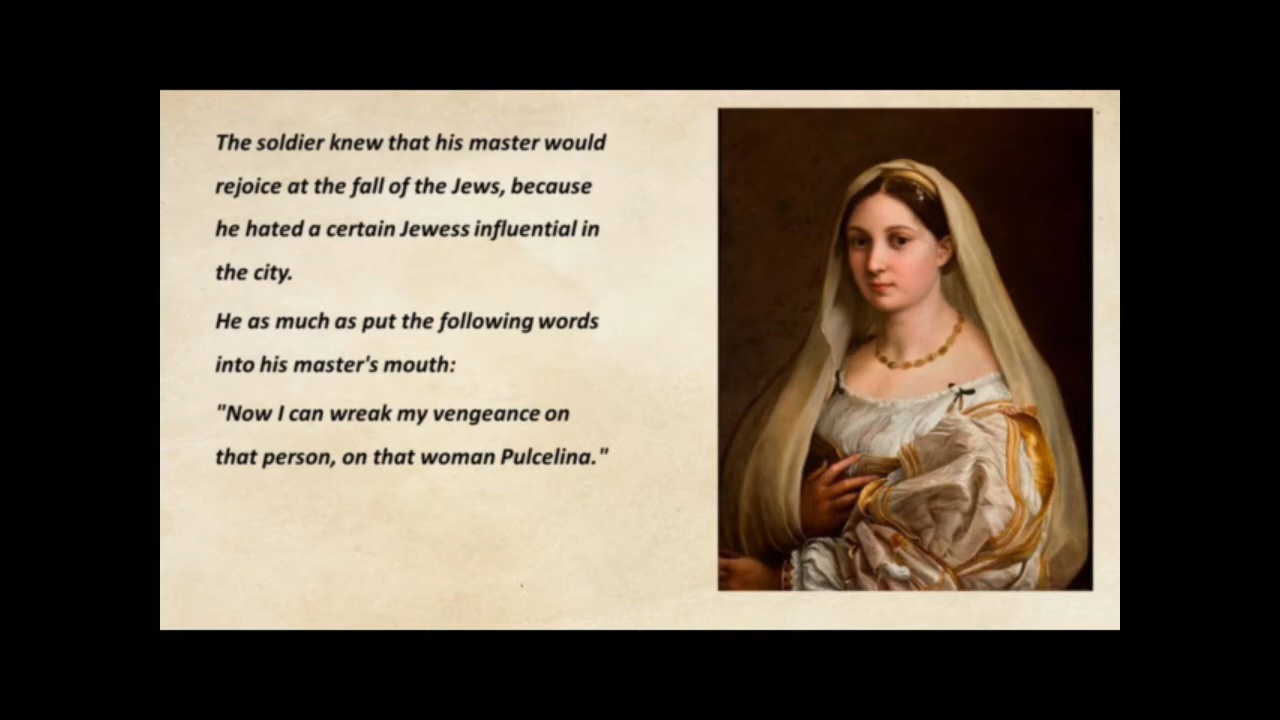 The soldier knew that his master would
rejoice at the fall of the Jews, because
he hated a certain Jewess influential in
the city.
He as much as put the following words
into his master's mouth:
"Now I can wreak my vengeance on
that person, on that woman Pulcelina."